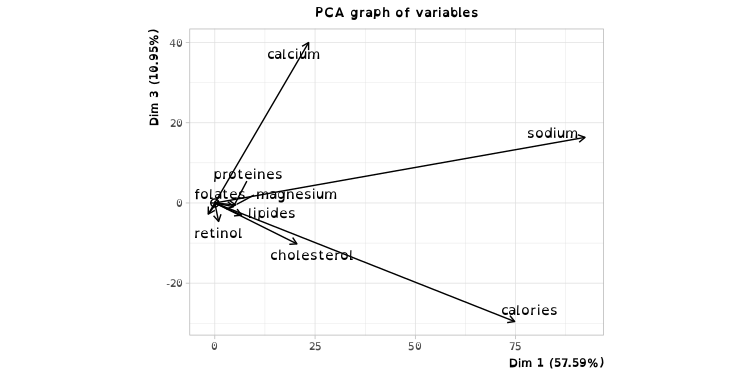 PCA graph of variables
Dim 3 (10.95%)
40
20
0
-20
calcium
sodium
proteines
folates magnesium
lipides
retinol
cholesterol
calories
0 25 50 75
Dim 1 (57.59%)